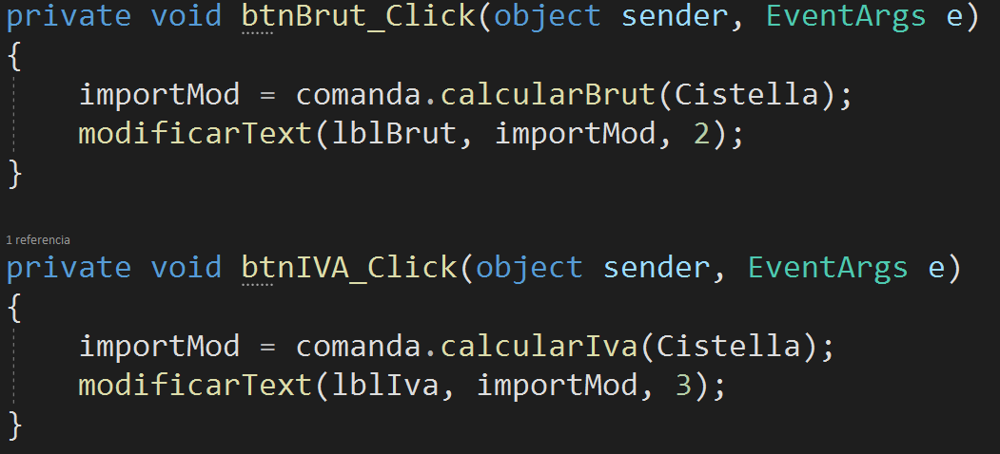 private void btnBrut_Click(object sender, EventArgs e)
{
importMod = comanda.calcularBrut(Cistella);
modificarText(lblBrut, importMod, 2);
}
1 referencia
private void btnIVA_Click(object sender, EventArgs e)
{
importMod = comanda.calcularIva(Cistella);
modificarText(lblIva, importMod, 3);
}